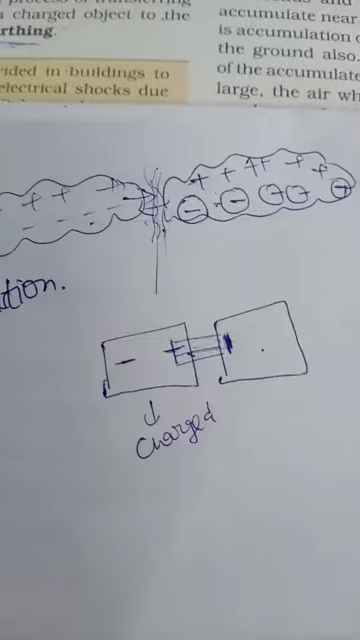 a charged object to the
rthing.
ided in buildings to
electrical shocks due
accumulate near
is accumulation
the ground also.
of the accumulate
large, the air wh
+ + +
- - -
+ + ++ + +
- -
tion.
- +
Charged